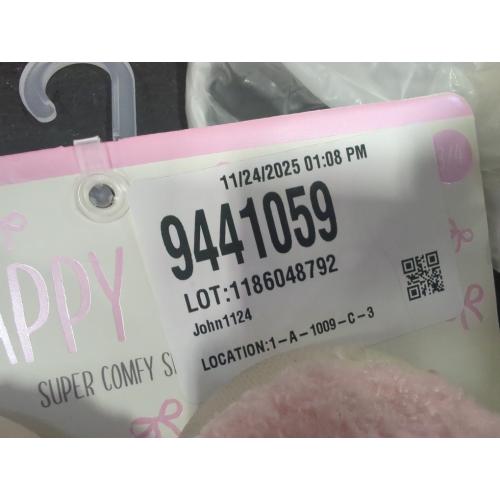 11/24/2025 01:08 PM
9441059
LOT:1186048792
John1124
LOCATION:1-A-1009-C-3
APPY
SUPER COMFY